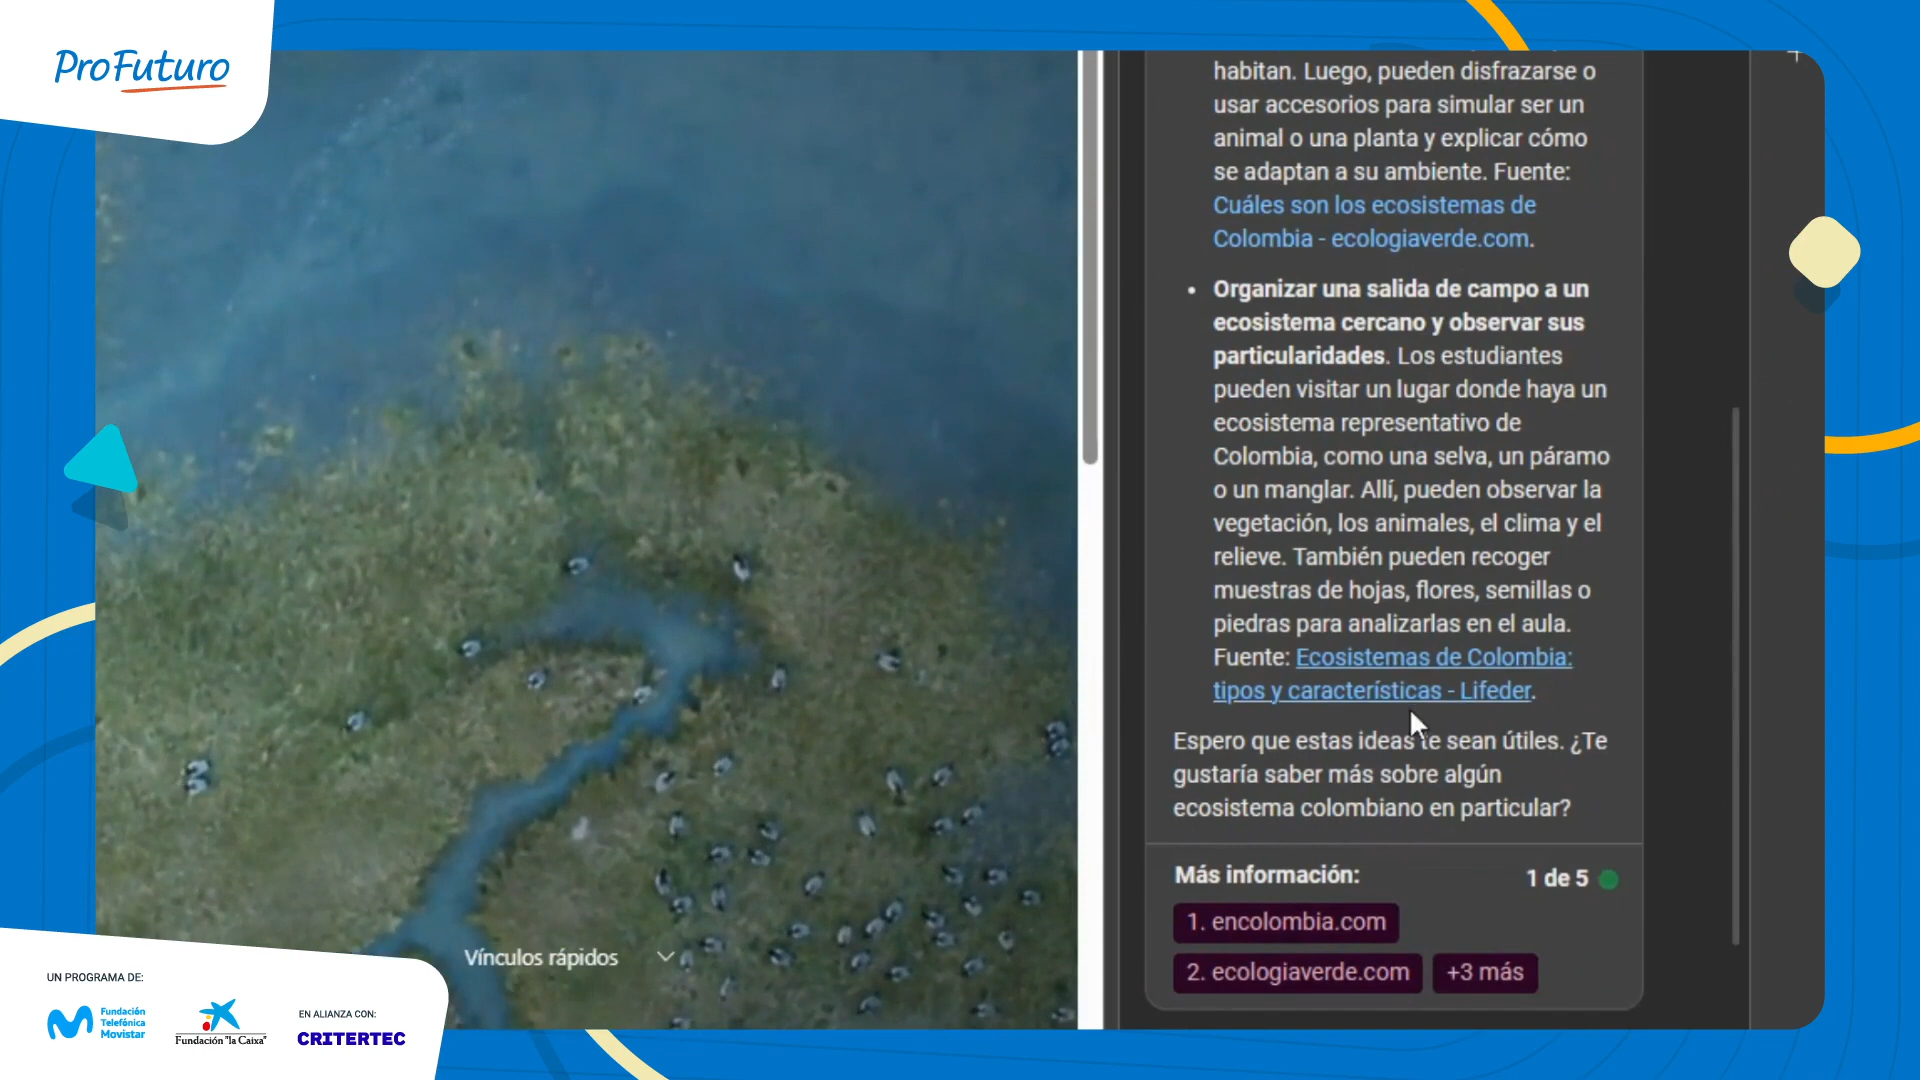 ProFuturo
habitan. Luego, pueden disfrazarse o
usar accesorios para simular ser un
animal o una planta y explicar cómo
se adaptan a su ambiente. Fuente:
Cuáles son los ecosistemas de
Colombia - ecologiaverde.com.
• Organizar una salida de campo a un
ecosistema cercano y observar sus
particularidades. Los estudiantes
pueden visitar un lugar donde haya un
ecosistema representativo de
Colombia, como una selva, un páramo
o un manglar. Allí, pueden observar la
vegetación, los animales, el clima y el
relieve. También pueden recoger
muestras de hojas, flores, semillas o
piedras para analizarlas en el aula.
Fuente: Ecosistemas de Colombia:
tipos y características - Lifeder.
Espero que estas ideas te sean útiles. ¿Te
gustaría saber más sobre algún
ecosistema colombiano en particular?
Más información:
1 de 5
1. encolombia.com
2. ecologiaverde.com
+3 más
Vínculos rápidos
UN PROGRAMA DE:
Fundación
Telefónica
Movistar
Fundación "la Caixa"
EN ALIANZA CON:
CRITERTEC